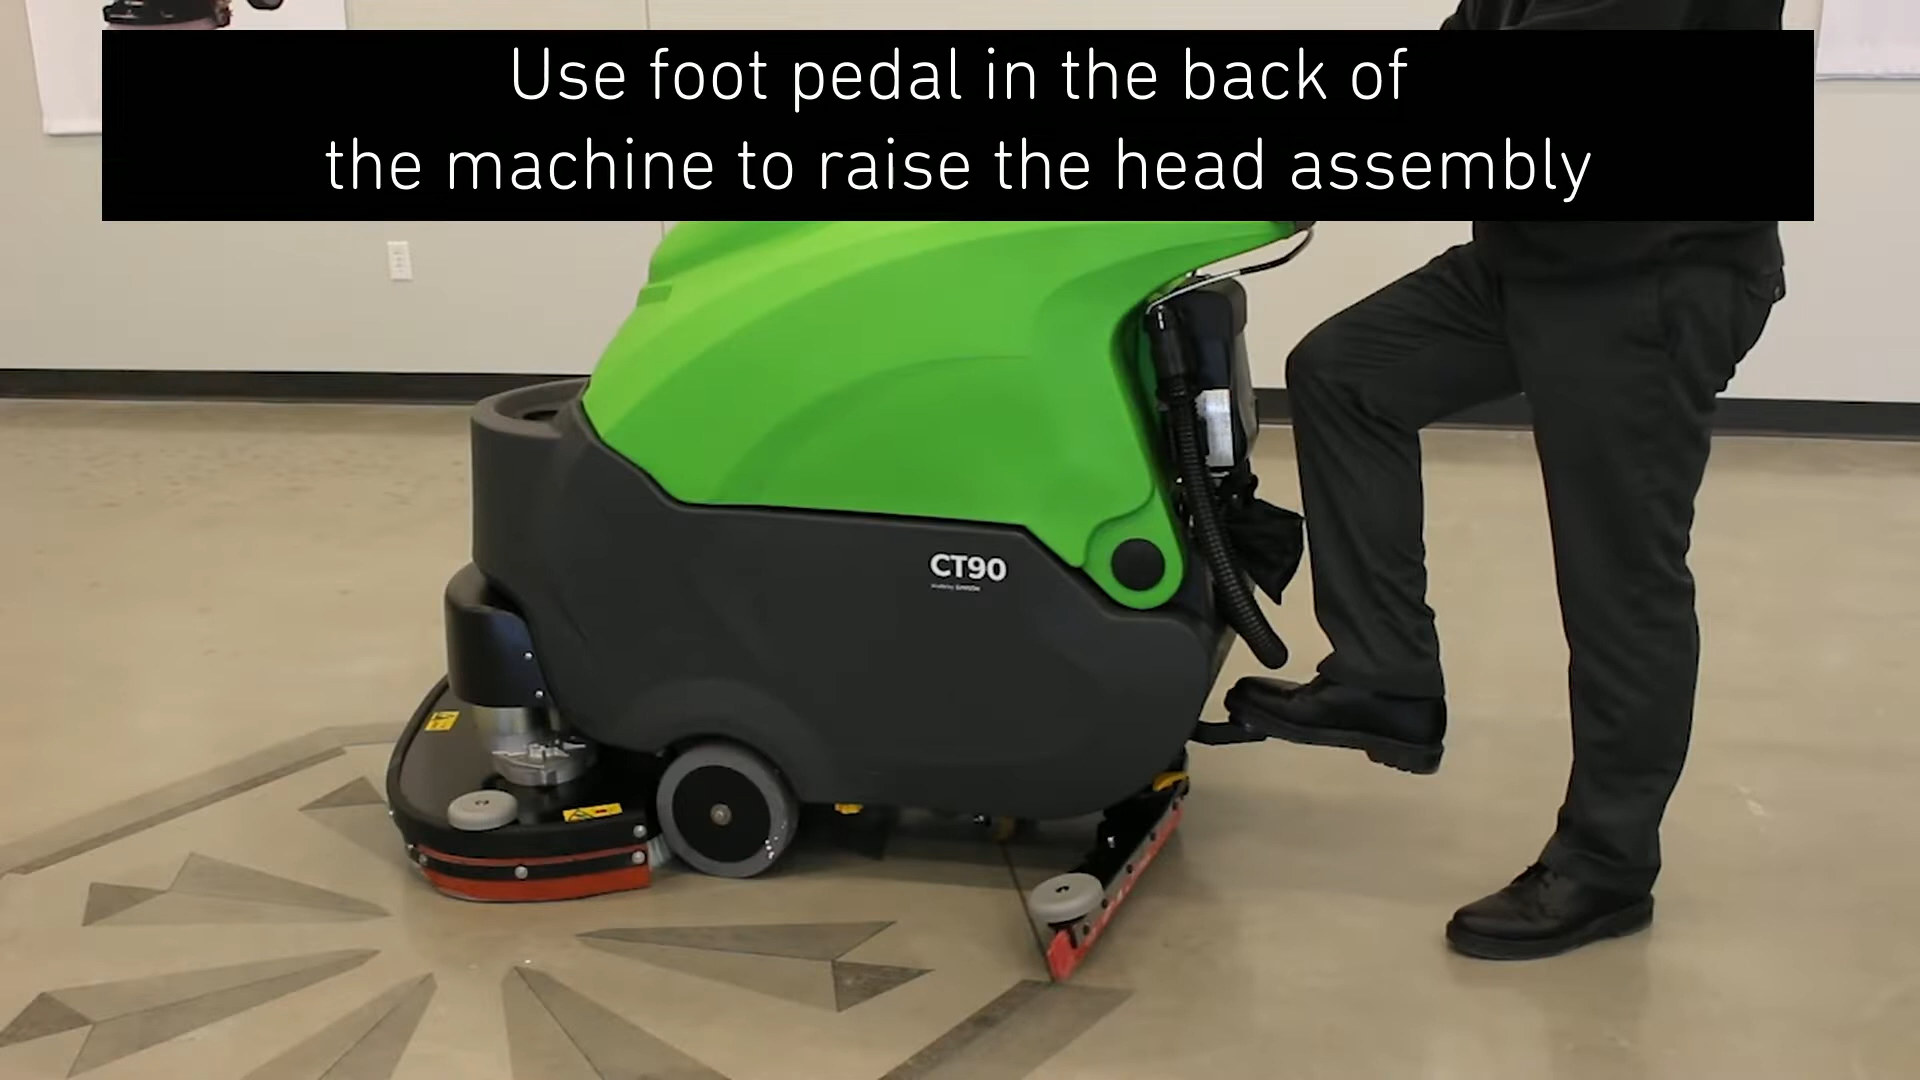 Use foot pedal in the back of
the machine to raise the head assembly
CT90